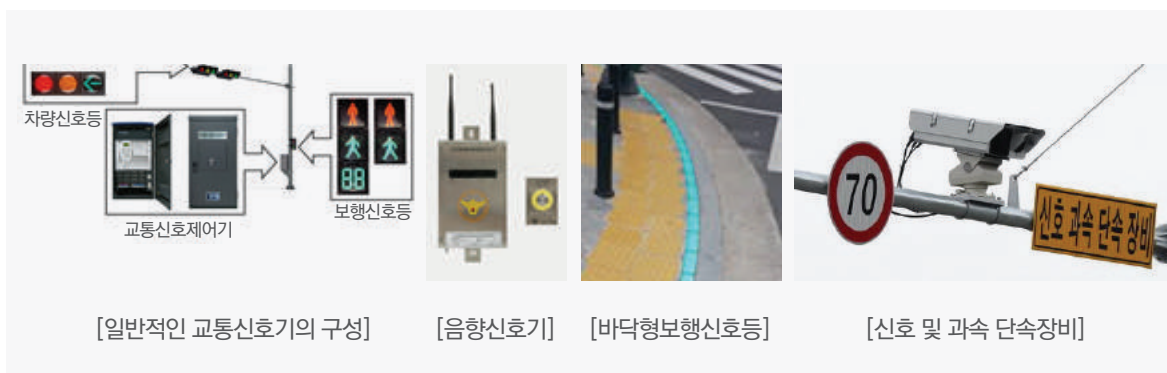 차량신호등
교통신호제어기
88
보행신호등
70
신호 과속 단속 장비
[일반적인 교통신호기의 구성]
[음향신호기]
[바닥형보행신호등]
[신호 및 과속 단속장비]